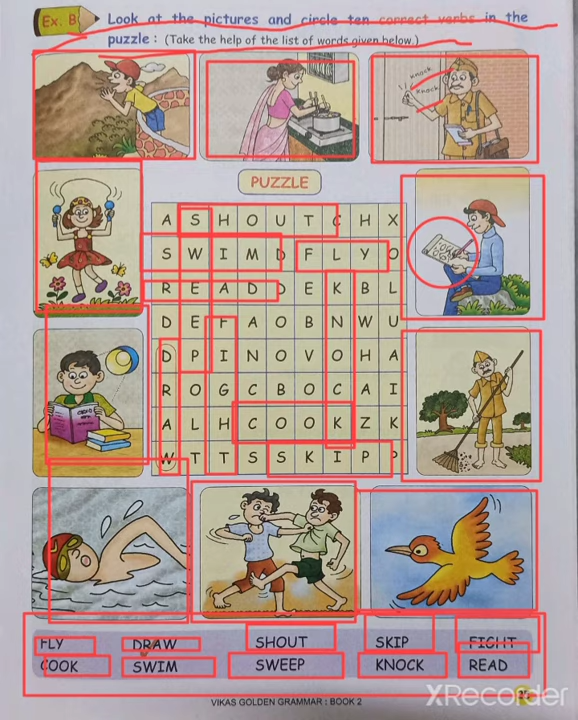 Ex. B Look at the pictures and circle ten correct verbs in the
puzzle : (Take the help of the list of words given below.)
Knock
Knock
PUZZLE
A S H O U T C H X
S W I M D F L Y O
R E A D D E K B L
D E F A O B N W U
D P I N O V O H A
R O G C B O C A I
A L H C O O K Z K
W T T S S K I P P
FLY DRAW SHOUT SKIP FIGHT
COOK SWIM SWEEP KNOCK READ
VIKAS GOLDEN GRAMMAR : BOOK 2
XRecorder